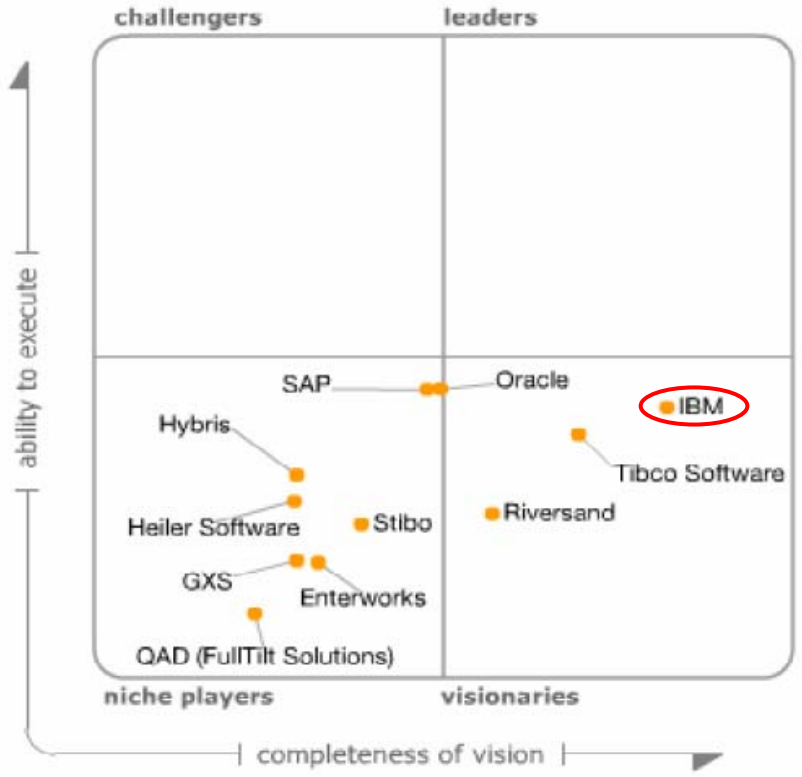 challengers
leaders
ability to execute
SAP
Oracle
IBM
Hybris
Tibco Software
Heiler Software
Stibo
Riversand
GXS
Enterworks
QAD (FullTilt Solutions)
niche players
visionaries
completeness of vision